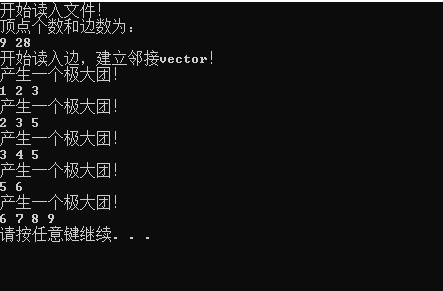 开始读入文件!
顶点个数和边数为:
9 28
开始读入边，建立邻接vector!
产生一个极大团!
1 2 3
产生一个极大团!
2 3 5
产生一个极大团!
3 4 5
产生一个极大团!
5 6
产生一个极大团!
6 7 8 9
请按任意键继续. . .